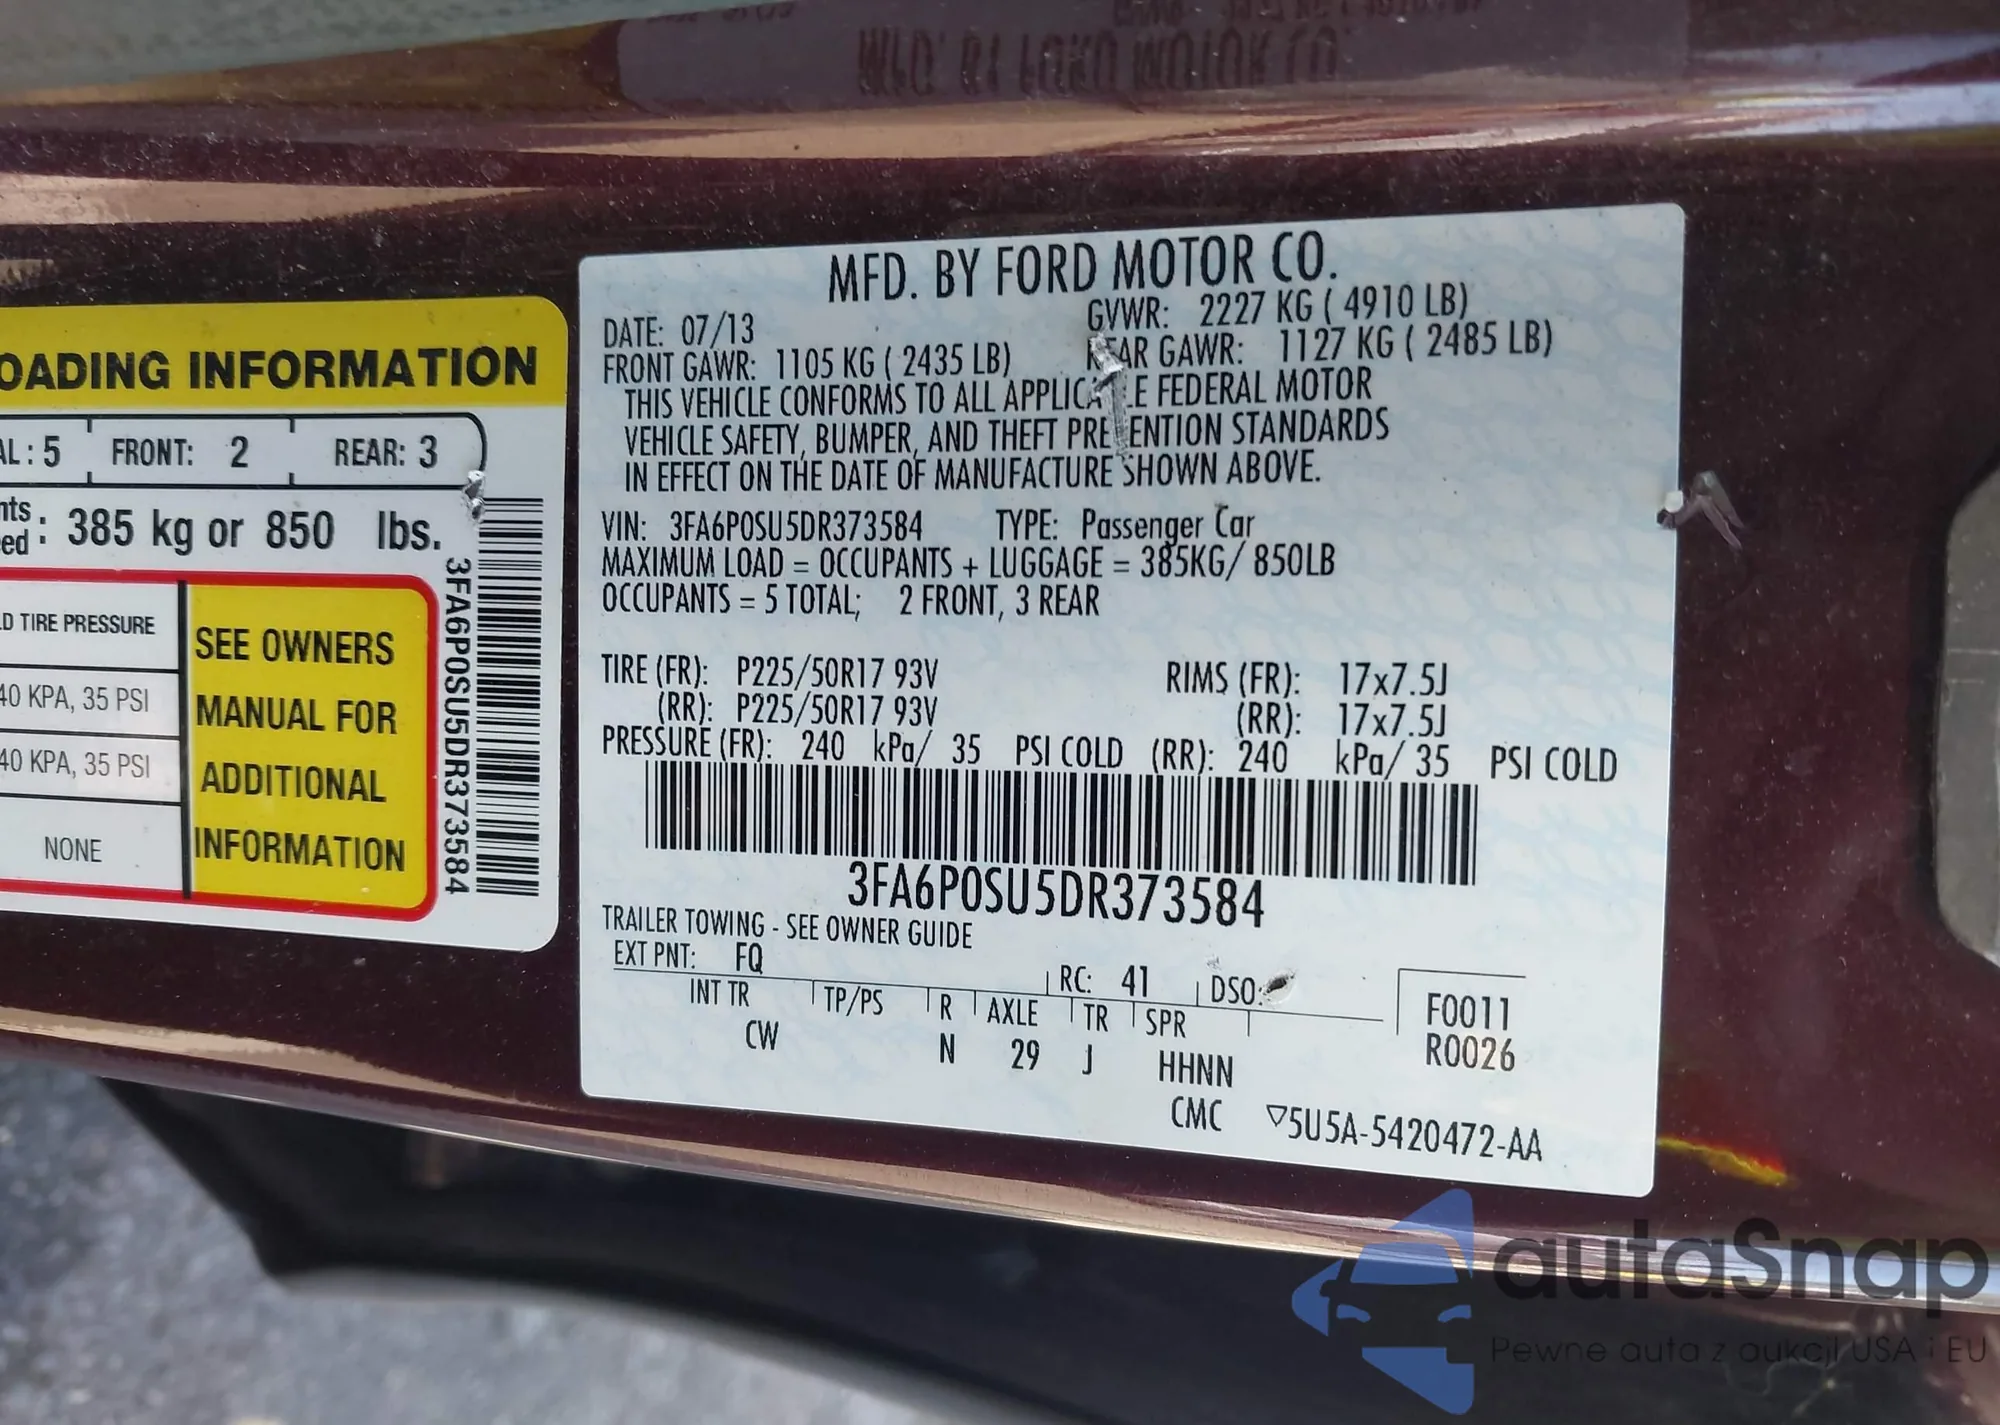 MFD. BY FORD MOTOR CO.
DATE: 07/13 GVWR: 2227 KG ( 4910 LB)
FRONT GAWR: 1105 KG ( 2435 LB) REAR GAWR: 1127 KG ( 2485 LB)
THIS VEHICLE CONFORMS TO ALL APPLICABLE FEDERAL MOTOR
VEHICLE SAFETY, BUMPER, AND THEFT PREVENTION STANDARDS
IN EFFECT ON THE DATE OF MANUFACTURE SHOWN ABOVE.
VIN: 3FA6P0SU5DR373584 TYPE: Passenger Car
MAXIMUM LOAD = OCCUPANTS + LUGGAGE = 385KG/ 850LB
OCCUPANTS = 5 TOTAL; 2 FRONT, 3 REAR
TIRE (FR): P225/50R17 93V RIMS (FR): 17x7.5J
(RR): P225/50R17 93V (RR): 17x7.5J
PRESSURE (FR): 240 kPa/ 35 PSI COLD (RR): 240 kPa/ 35 PSI COLD
3FA6P0SU5DR373584
TRAILER TOWING - SEE OWNER GUIDE
EXT PNT: FQ RC: 41 DSO:
INT TR TP/PS R AXLE TR SPR
CW N 29 J HHNN
CMC
F0011
R0026
▽5U5A-5420472-AA
OADING INFORMATION
AL : 5 FRONT: 2 REAR: 3
nts
ed : 385 kg or 850 lbs.
D TIRE PRESSURE
40 KPA, 35 PSI
40 KPA, 35 PSI
NONE
SEE OWNERS
MANUAL FOR
ADDITIONAL
INFORMATION
3FA6P0SU5DR373584
autaSnap
Pewne auta z aukcji USA i EU